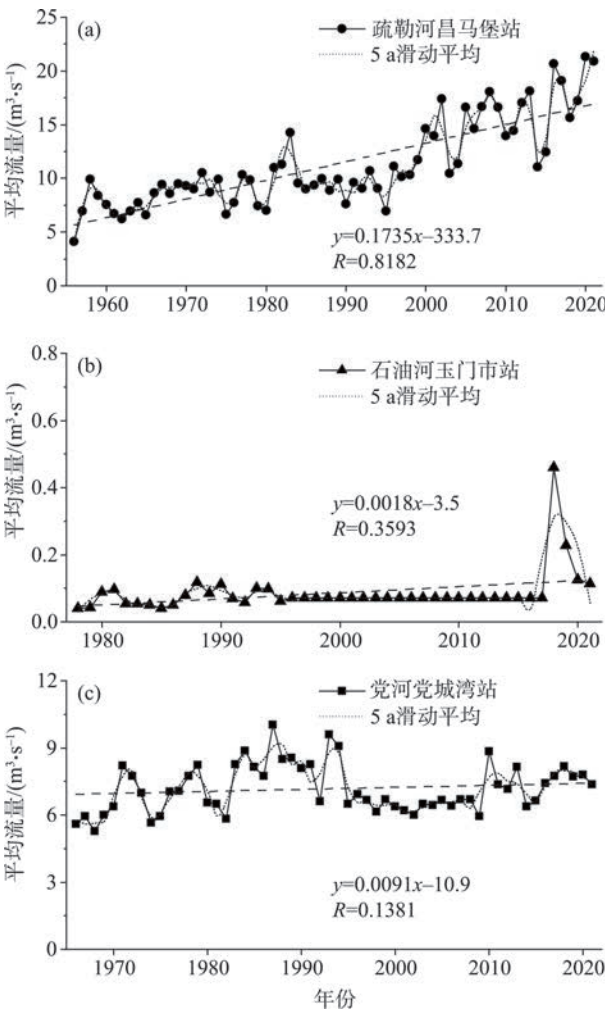 (a)
疏勒河昌马堡站
5 a滑动平均
平均流量/(m³•s⁻¹)
25
20
15
10
5
0
y=0.1735x–333.7
R=0.8182
1960 1970 1980 1990 2000 2010 2020
(b)
石油河玉门市站
5 a滑动平均
平均流量/(m³•s⁻¹)
0.8
0.6
0.4
0.2
0.0
y=0.0018x–3.5
R=0.3593
1980 1990 2000 2010 2020
(c)
党河党城湾站
5 a滑动平均
平均流量/(m³•s⁻¹)
12
9
6
3
0
y=0.0091x–10.9
R=0.1381
1970 1980 1990 2000 2010 2020
年份